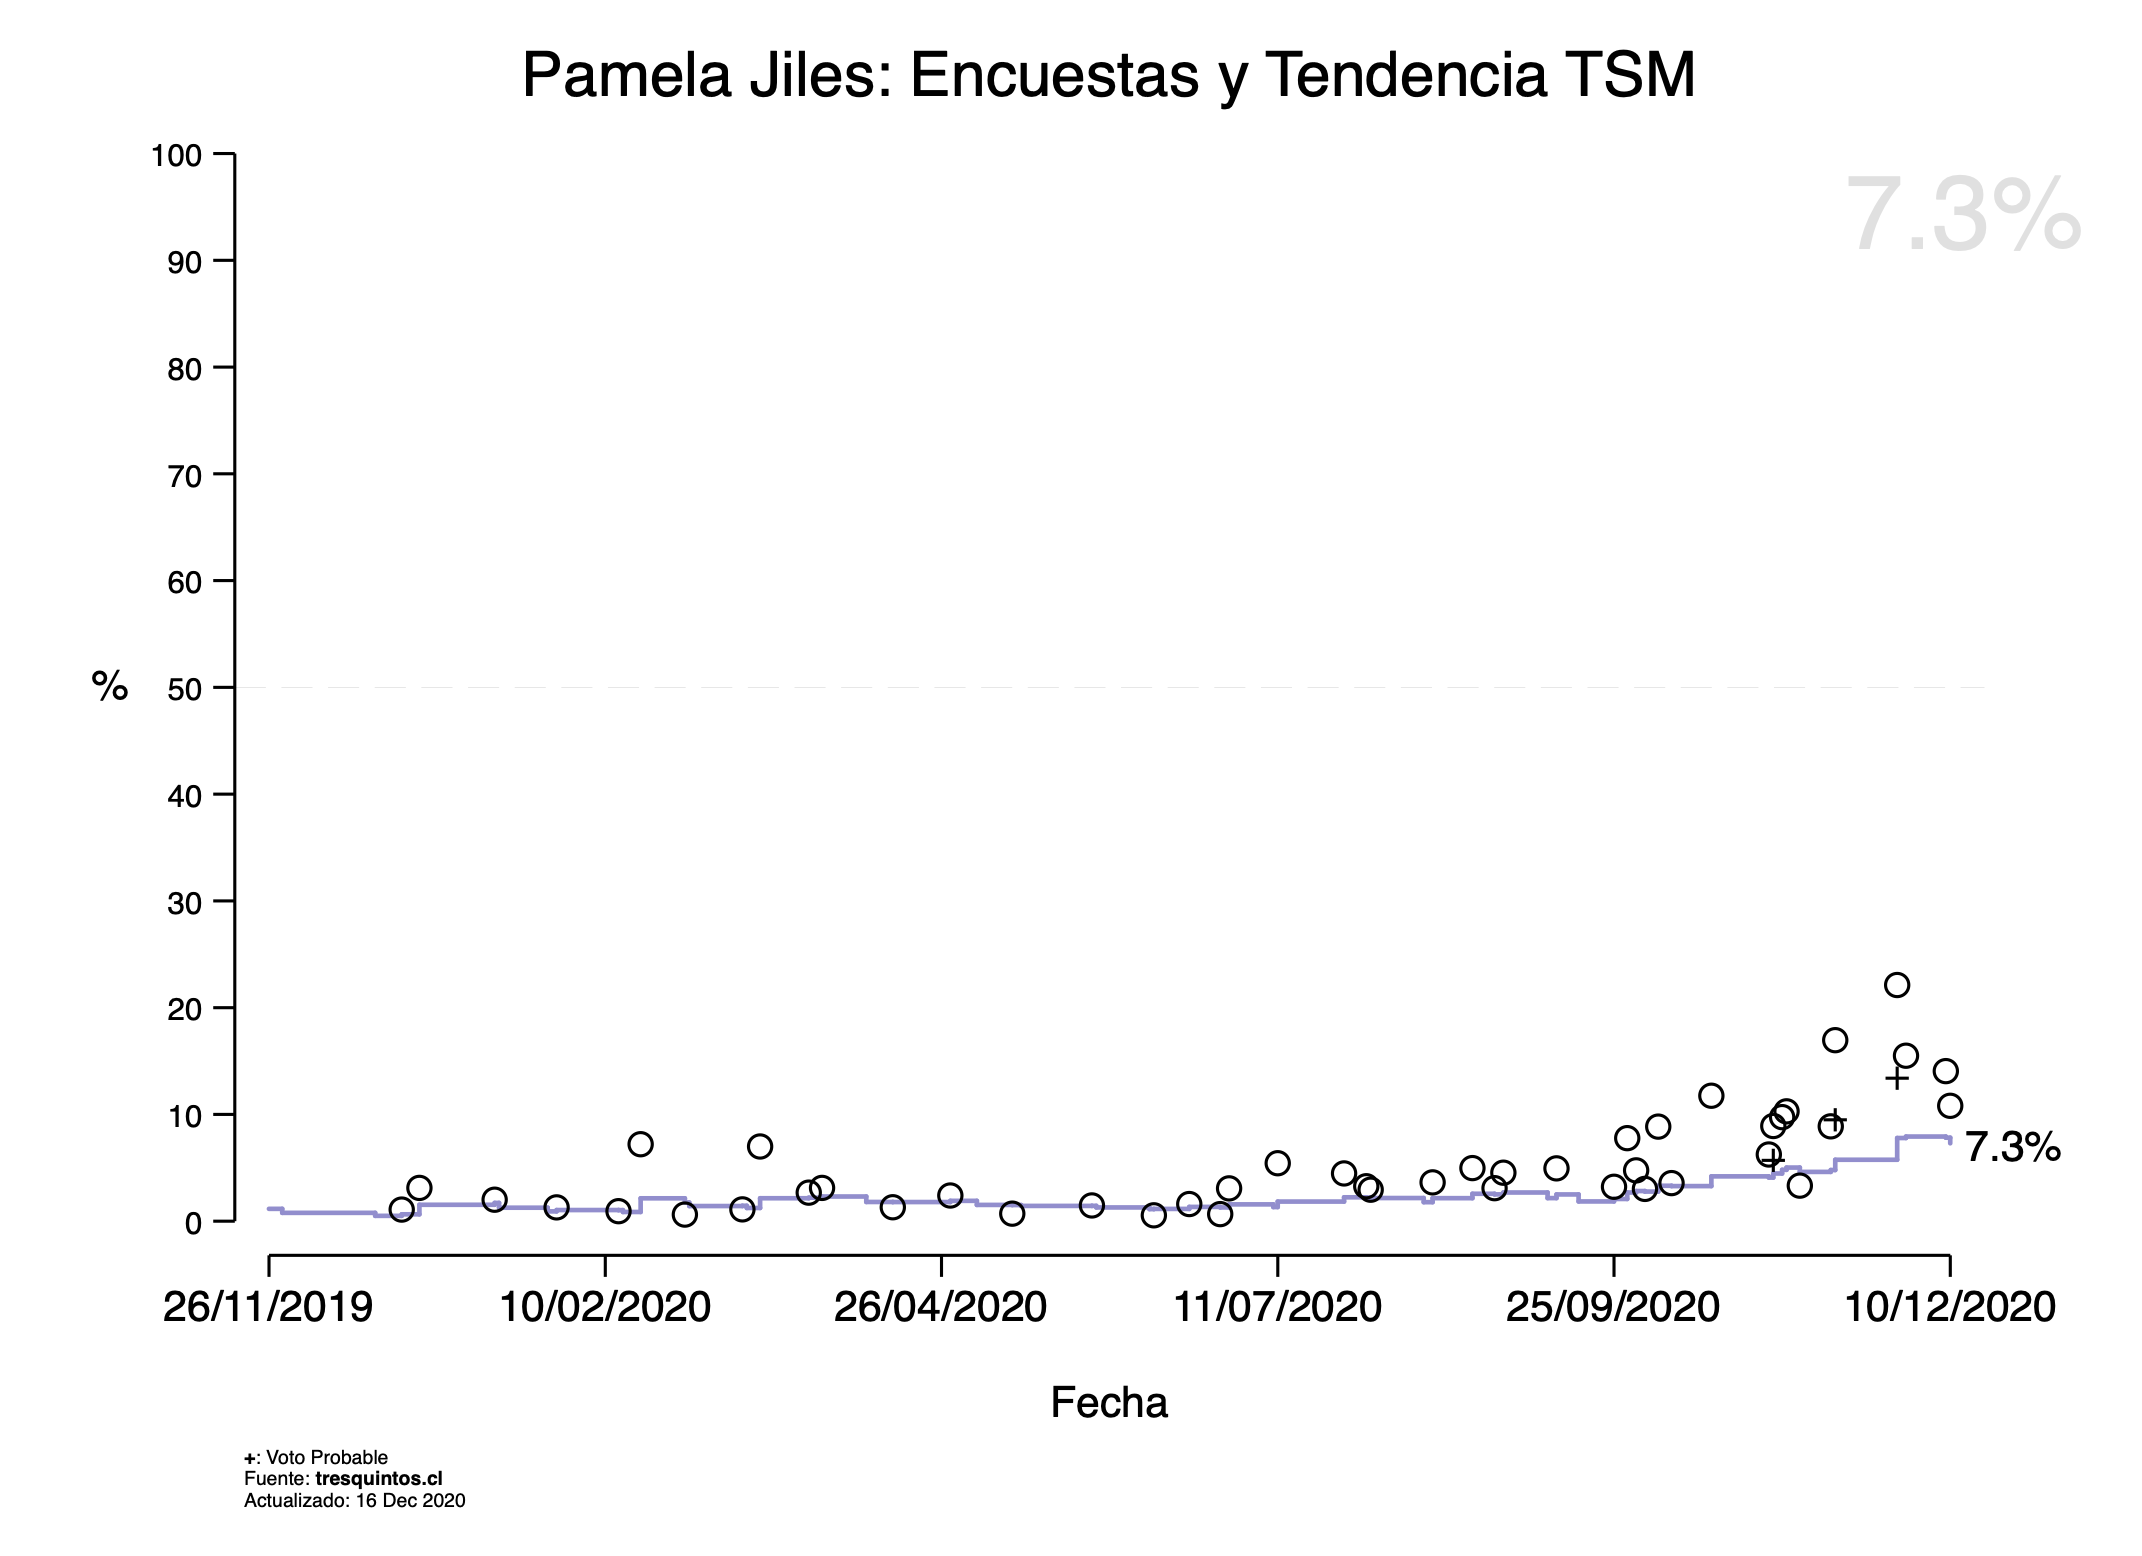 Pamela Jiles: Encuestas y Tendencia TSM
7.3%
100
90
80
70
60
% 50
40
30
20
10
0
7.3%
26/11/2019 10/02/2020 26/04/2020 11/07/2020 25/09/2020 10/12/2020
Fecha
+: Voto Probable
Fuente: tresquintos.cl
Actualizado: 16 Dec 2020